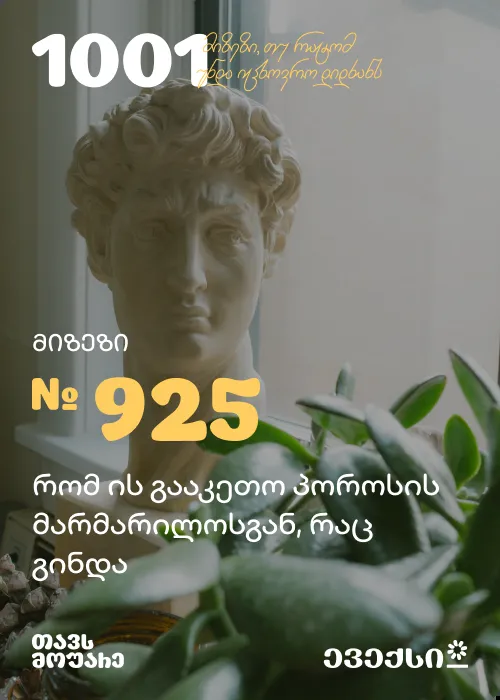 1001 მიზეზი, თუ რატომ
უნდა იცხოვრო დიდხანს
მიზეზი
№ 925
რომ ის გააკეთო პოროსის
მარმარილოსგან, რაც
გინდა
თავს
მოუარე
ევექსი